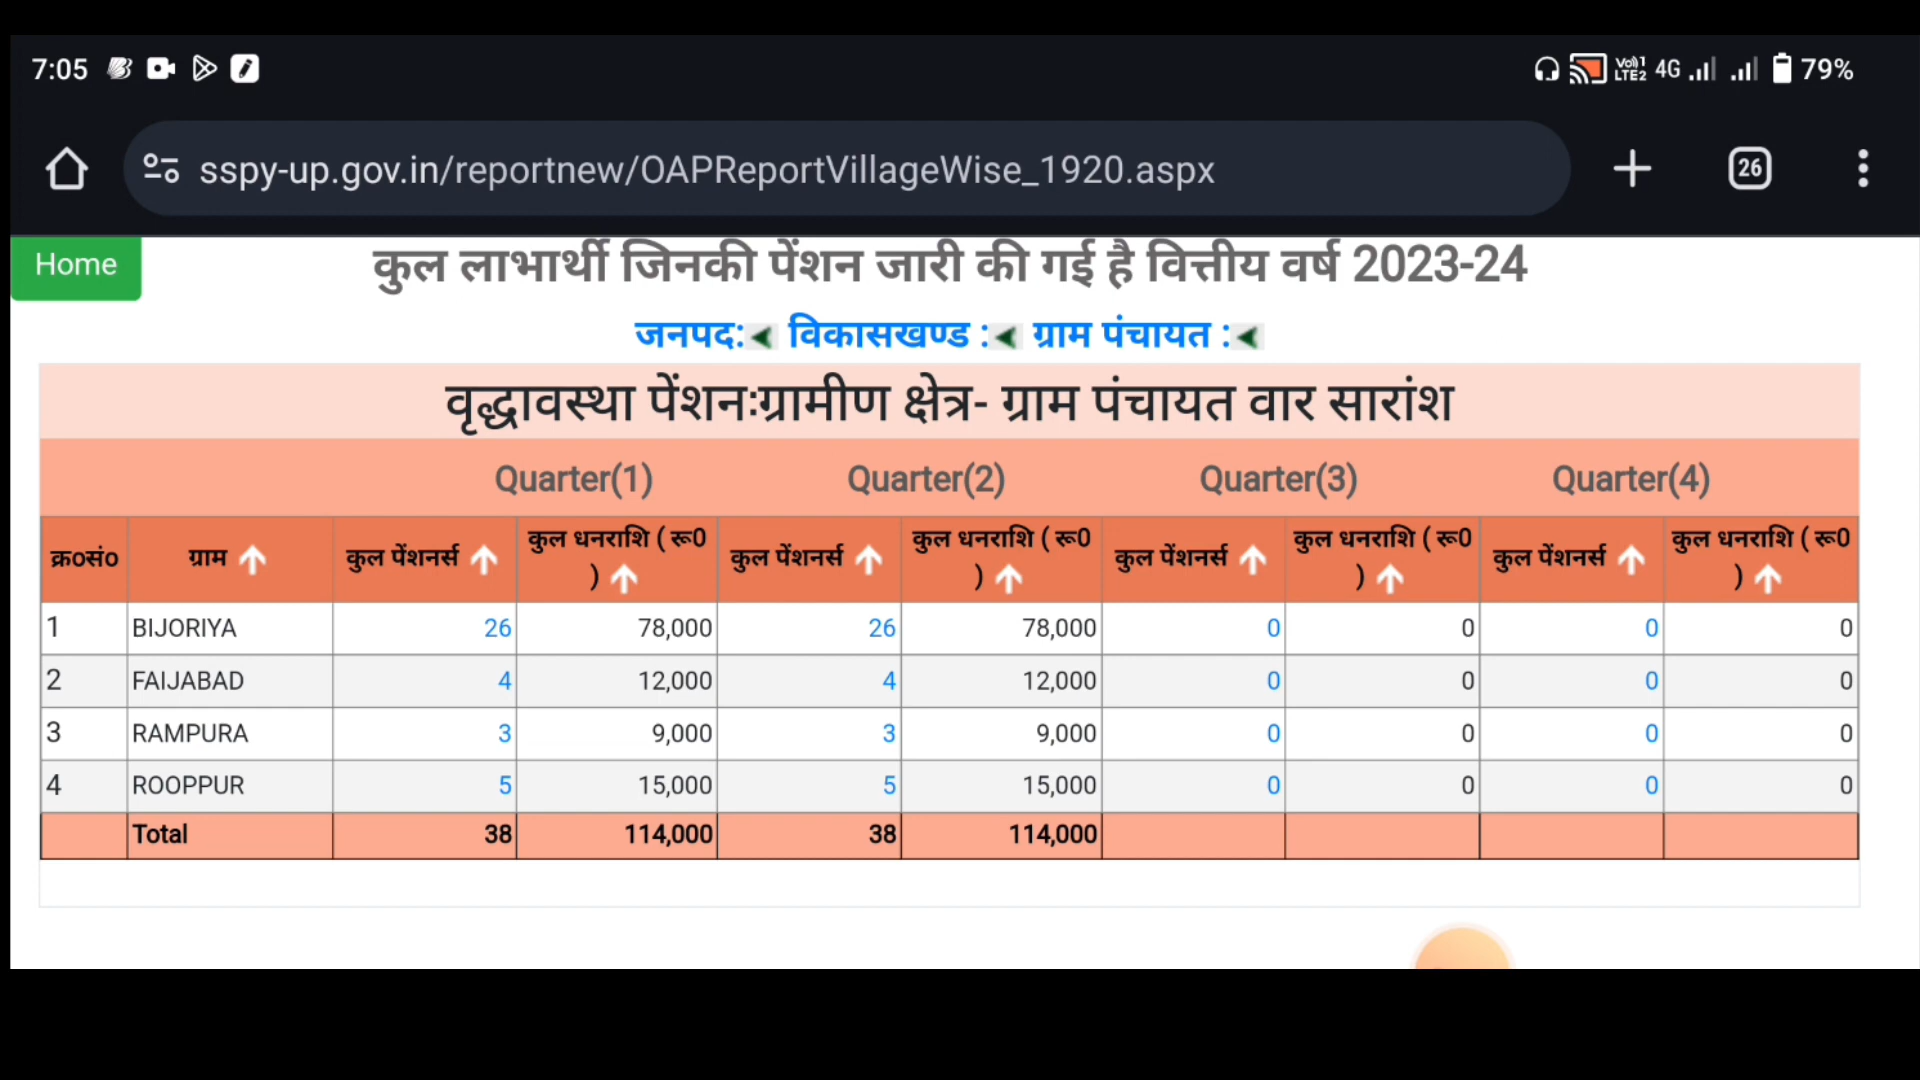 7:05 VoLTE2 4G 79%
sspy-up.gov.in/reportnew/OAPReportVillageWise_1920.aspx 26
Home कुल लाभार्थी जिनकी पेंशन जारी की गई है वित्तीय वर्ष 2023-24
जनपद: विकासखण्ड : ग्राम पंचायत :
वृद्धावस्था पेंशन:ग्रामीण क्षेत्र- ग्राम पंचायत वार सारांश
Quarter(1) Quarter(2) Quarter(3) Quarter(4)
क्र०सं० ग्राम कुल पेंशनर्स कुल धनराशि ( रू0 ) कुल पेंशनर्स कुल धनराशि ( रू0 ) कुल पेंशनर्स कुल धनराशि ( रू0 ) कुल पेंशनर्स कुल धनराशि ( रू0 )
1 BIJORIYA 26 78,000 26 78,000 0 0 0 0
2 FAIJABAD 4 12,000 4 12,000 0 0 0 0
3 RAMPURA 3 9,000 3 9,000 0 0 0 0
4 ROOPPUR 5 15,000 5 15,000 0 0 0 0
Total 38 114,000 38 114,000